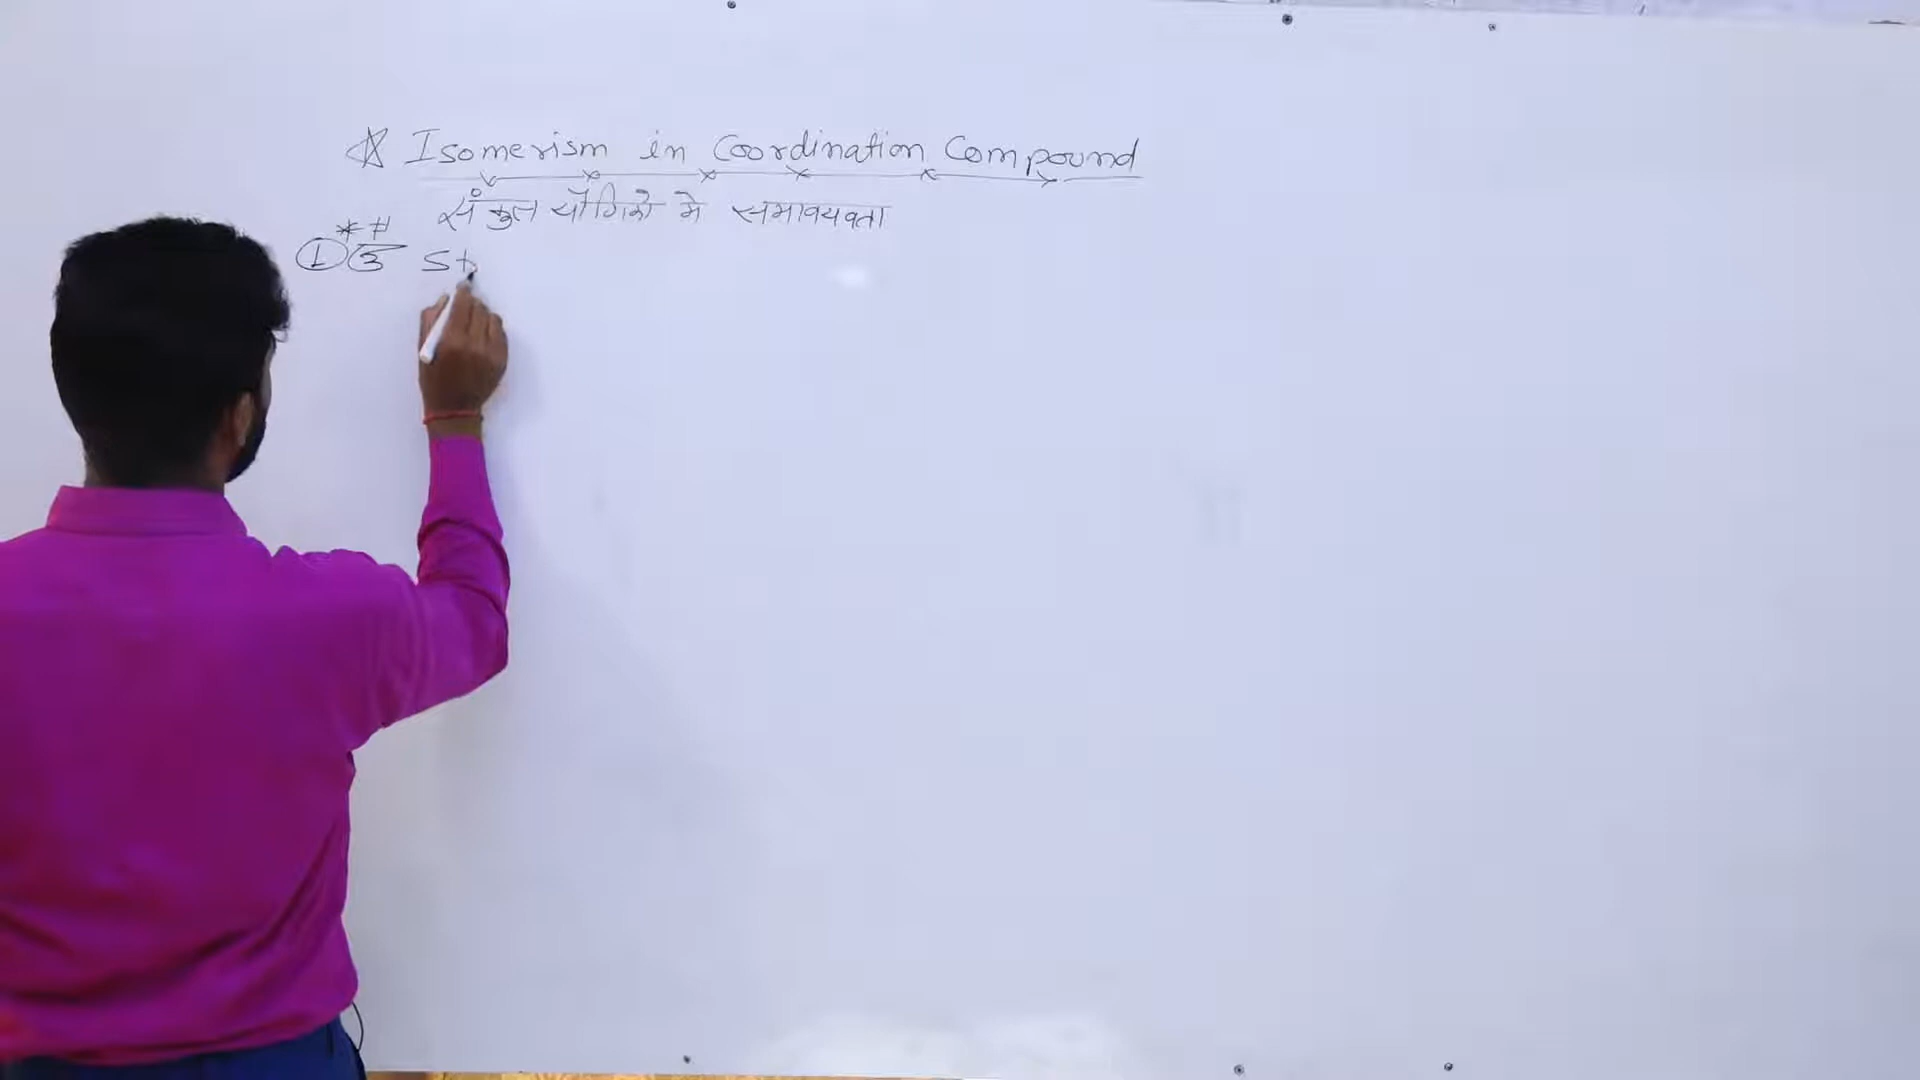 ☆ Isomerism in Coordination Compound
संकुल यौगिको मे समावयवता
* #
① St